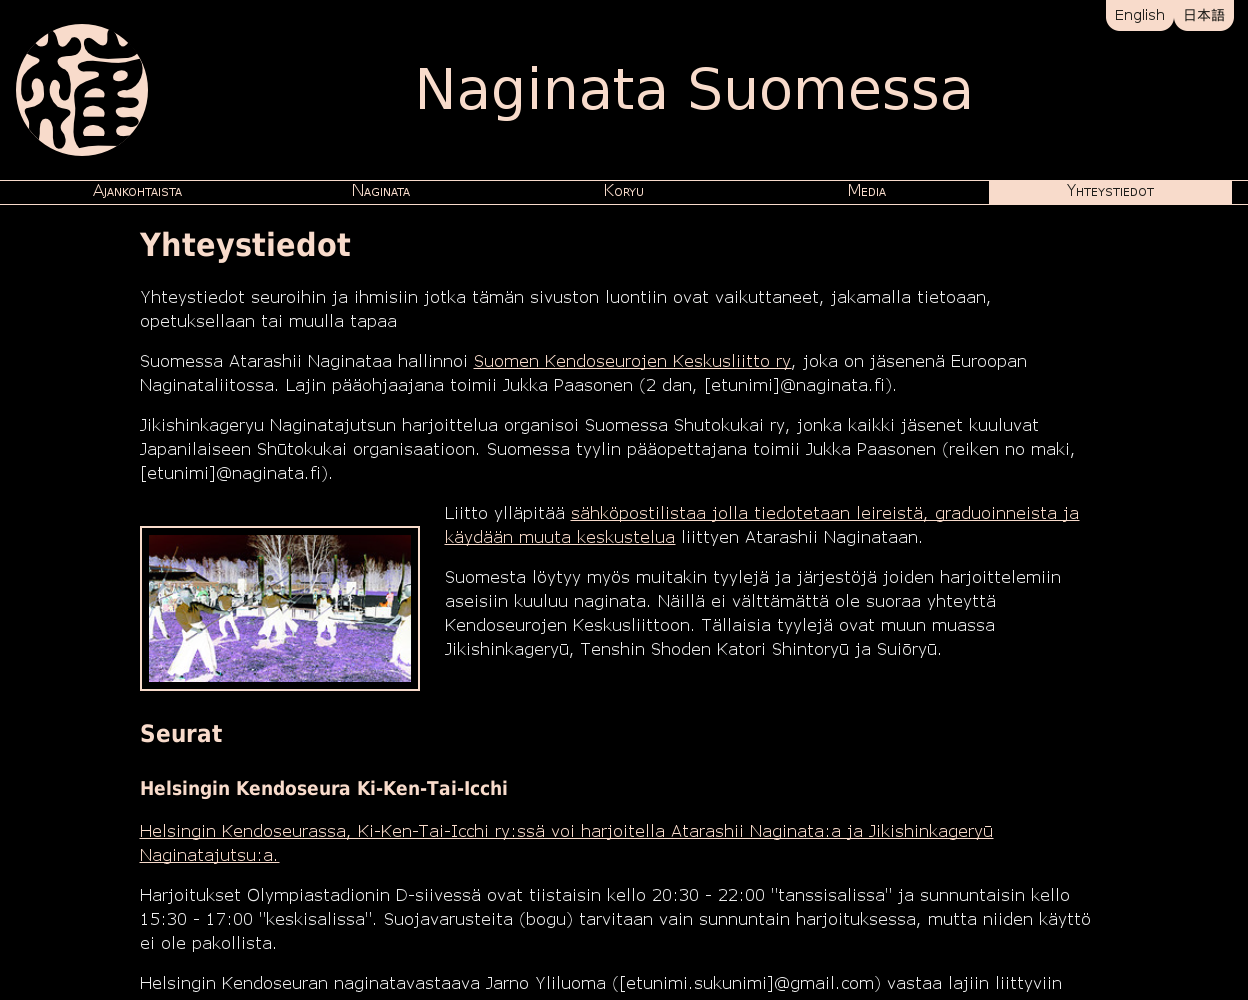 English 日本語
Naginata Suomessa
Ajankohtaista Naginata Koryu Media Yhteystiedot
Yhteystiedot
Yhteystiedot seuroihin ja ihmisiin jotka tämän sivuston luontiin ovat vaikuttaneet, jakamalla tietoaan,
opetuksellaan tai muulla tapaa
Suomessa Atarashii Naginataa hallinnoi Suomen Kendoseurojen Keskusliitto ry, joka on jäsenenä Euroopan
Naginataliitossa. Lajin pääohjaajana toimii Jukka Paasonen (2 dan, [etunimi]@naginata.fi).
Jikishinkageryu Naginatajutsun harjoittelua organisoi Suomessa Shutokukai ry, jonka kaikki jäsenet kuuluvat
Japanilaiseen Shūtokukai organisaatioon. Suomessa tyylin pääopettajana toimii Jukka Paasonen (reiken no maki,
[etunimi]@naginata.fi).
Liitto ylläpitää sähköpostilistaa jolla tiedotetaan leireistä, graduoinneista ja
käydään muuta keskustelua liittyen Atarashii Naginataan.
Suomesta löytyy myös muitakin tyylejä ja järjestöjä joiden harjoittelemiin
aseisiin kuuluu naginata. Näillä ei välttämättä ole suoraa yhteyttä
Kendoseurojen Keskusliittoon. Tällaisia tyylejä ovat muun muassa
Jikishinkageryū, Tenshin Shoden Katori Shintoryū ja Suiōryū.
Seurat
Helsingin Kendoseura Ki-Ken-Tai-Icchi
Helsingin Kendoseurassa, Ki-Ken-Tai-Icchi ry:ssä voi harjoitella Atarashii Naginata:a ja Jikishinkageryū
Naginatajutsu:a.
Harjoitukset Olympiastadionin D-siivessä ovat tiistaisin kello 20:30 - 22:00 "tanssisalissa" ja sunnuntaisin kello
15:30 - 17:00 "keskisalissa". Suojavarusteita (bogu) tarvitaan vain sunnuntain harjoituksessa, mutta niiden käyttö
ei ole pakollista.
Helsingin Kendoseuran naginatavastaava Jarno Yliluoma ([etunimi.sukunimi]@gmail.com) vastaa lajiin liittyviin